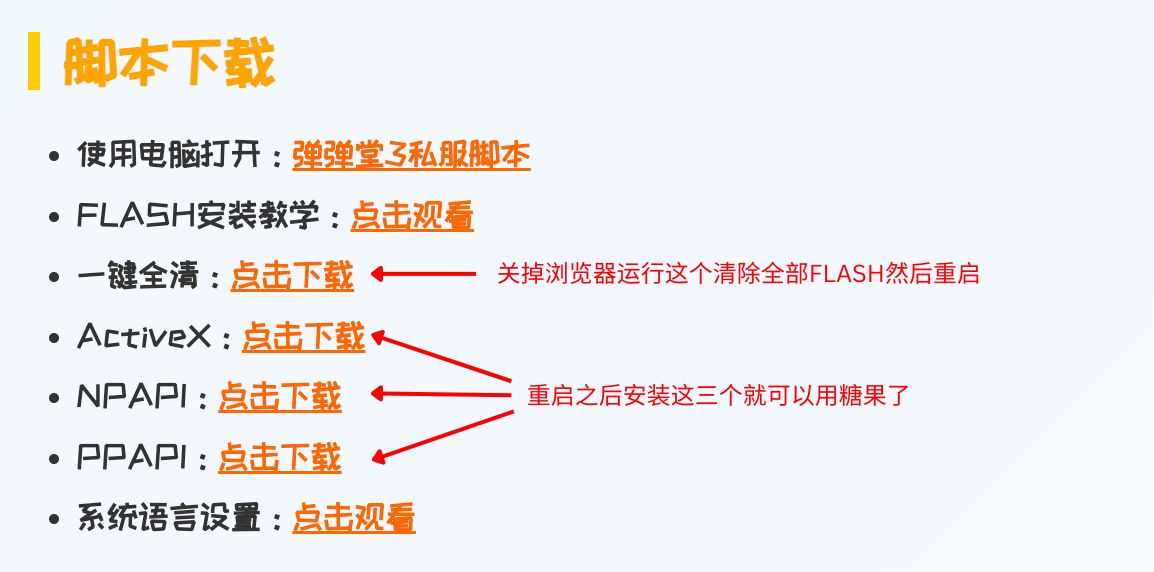 脚本下载
使用电脑打开：弹弹堂3私服脚本
FLASH安装教学：点击观看
一键全清：点击下载 关掉浏览器运行这个清除全部FLASH然后重启
ActiveX：点击下载
NPAPI：点击下载 重启之后安装这三个就可以用糖果了
PPAPI：点击下载
系统语言设置：点击观看